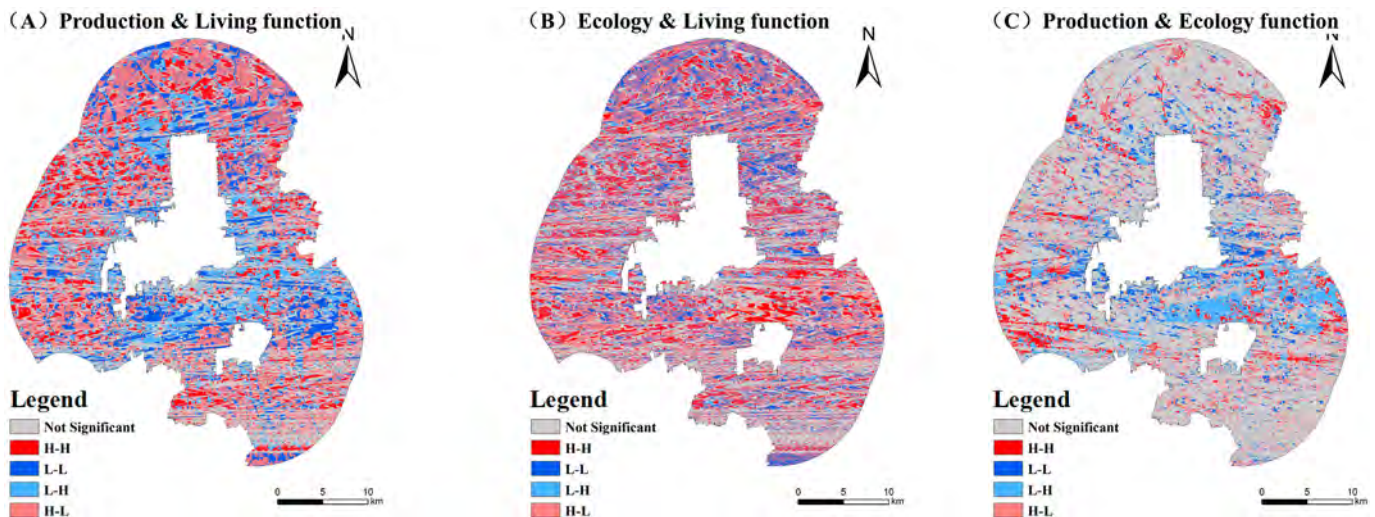 （A）Production & Living function
N
Legend
Not Significant
H-H
L-L
L-H
H-L
0 5 10
km
（B）Ecology & Living function
N
Legend
Not Significant
H-H
L-L
L-H
H-L
0 5 10
km
（C）Production & Ecology function
N
Legend
Not Significant
H-H
L-L
L-H
H-L
0 5 10
km